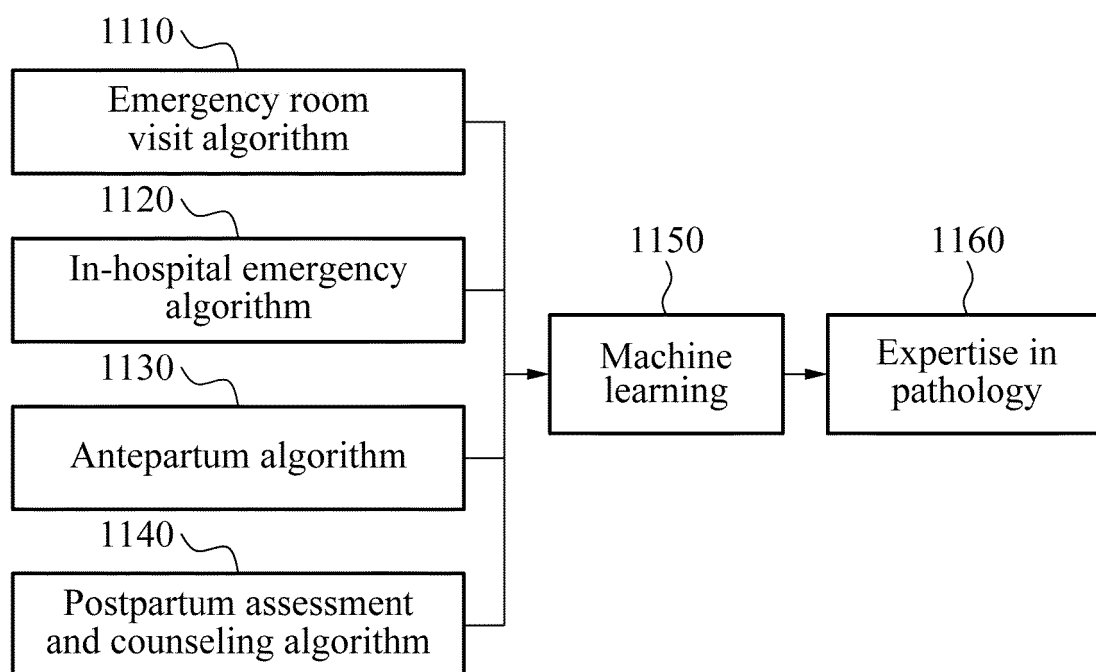 1110
Emergency room
visit algorithm
1120
In-hospital emergency
algorithm
1130
Antepartum algorithm
1140
Postpartum assessment
and counseling algorithm
1150
Machine
learning
1160
Expertise in
pathology